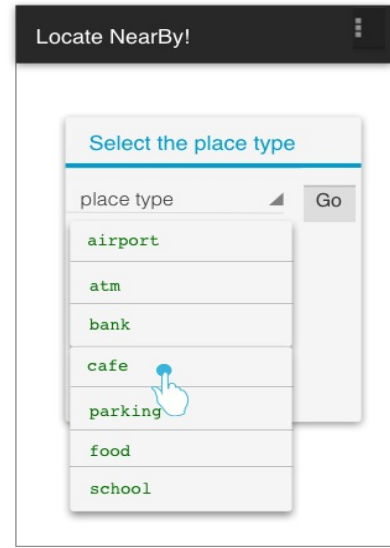 Locate NearBy!
Select the place type
place type Go
airport
atm
bank
cafe
parking
food
school